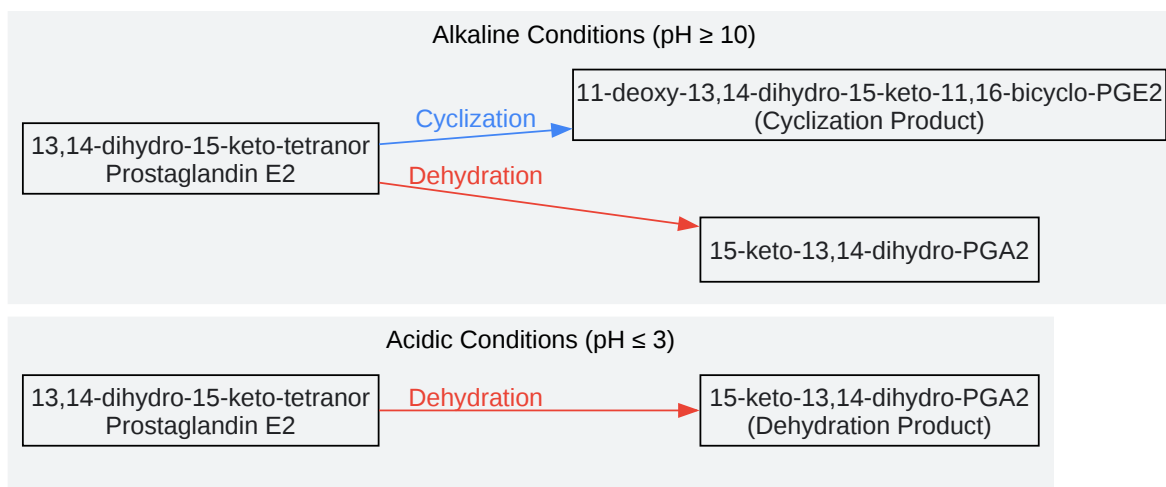 Alkaline Conditions (pH ≥ 10)
11-deoxy-13,14-dihydro-15-keto-11,16-bicyclo-PGE2
(Cyclization Product)
Cyclization
13,14-dihydro-15-keto-tetranor
Prostaglandin E2
Dehydration
15-keto-13,14-dihydro-PGA2
Acidic Conditions (pH ≤ 3)
13,14-dihydro-15-keto-tetranor
Prostaglandin E2
Dehydration
15-keto-13,14-dihydro-PGA2
(Dehydration Product)